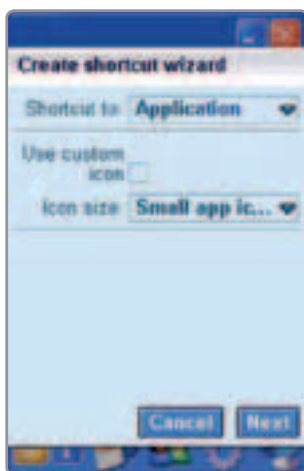 Create shortcut wizard
Shortcut to Application
Use custom
icon
Icon size Small app ic...
Cancel Next